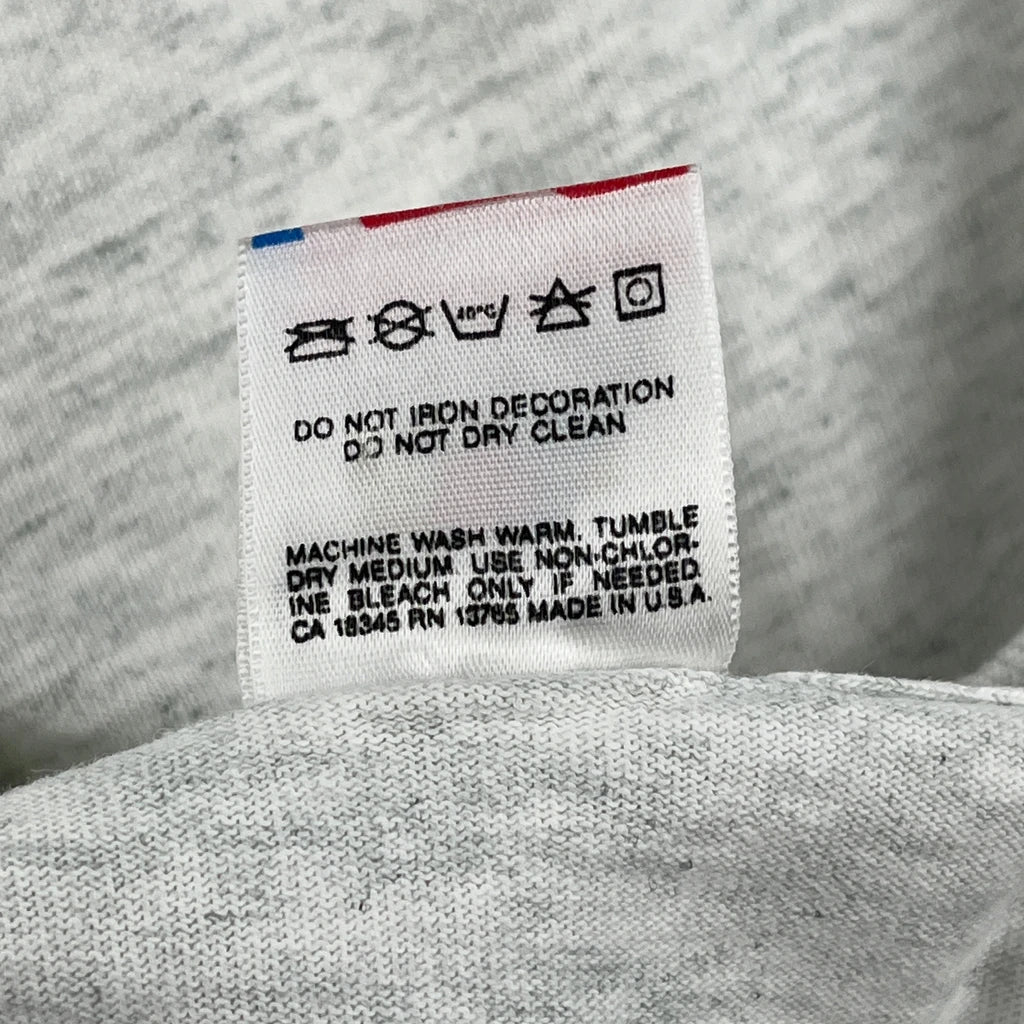 40°C
DO NOT IRON DECORATION
DO NOT DRY CLEAN
MACHINE WASH WARM, TUMBLE
DRY MEDIUM USE NON-CHLOR-
INE BLEACH ONLY IF NEEDED
CA 18345 RN 13765 MADE IN U.S.A.